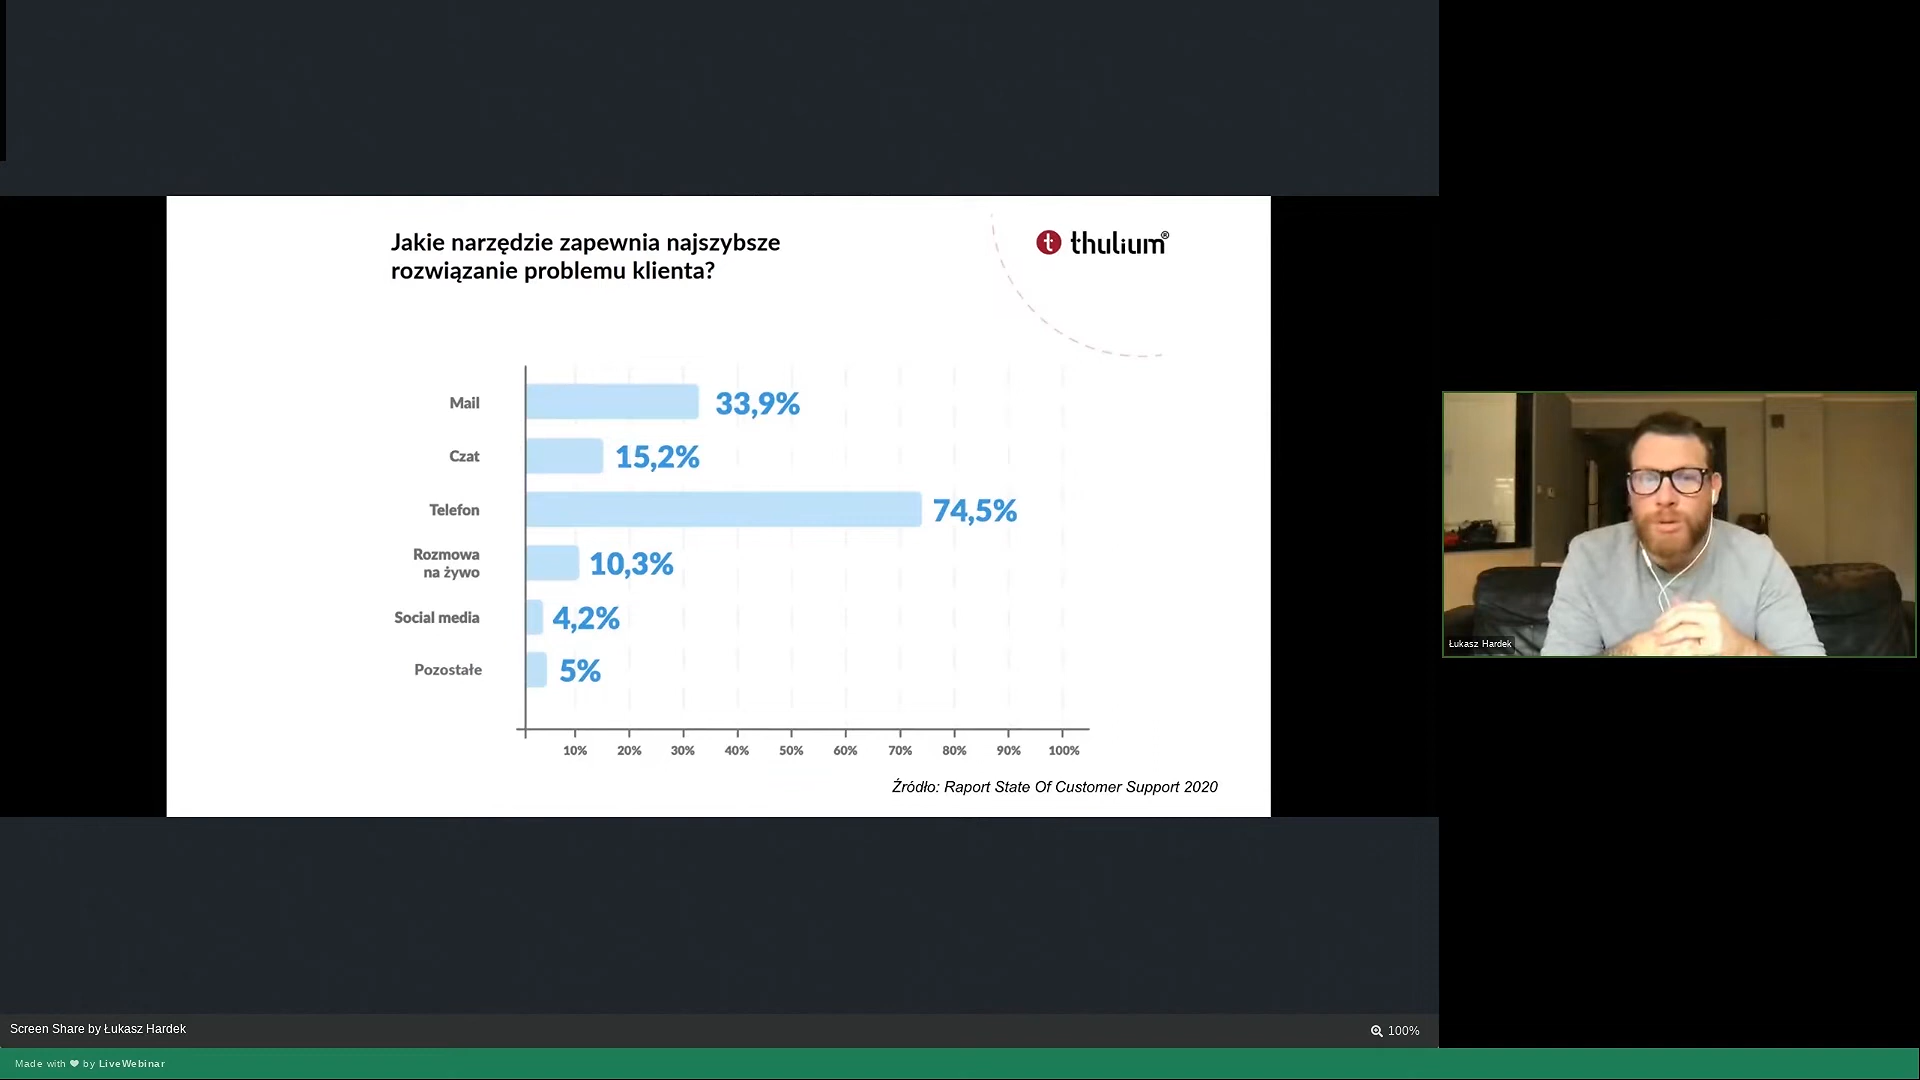 Jakie narzędzie zapewnia najszybsze
rozwiązanie problemu klienta?
thulium®
Mail
33,9%
Czat
15,2%
Telefon
74,5%
Rozmowa
na żywo
10,3%
Social media
4,2%
Pozostałe
5%
10% 20% 30% 40% 50% 60% 70% 80% 90% 100%
Źródło: Raport State Of Customer Support 2020
Łukasz Hardek
Screen Share by Łukasz Hardek
100%
Made with ❤ by LiveWebinar